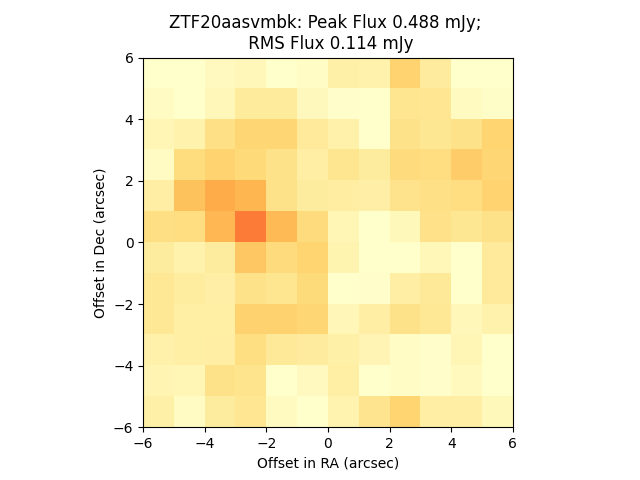 ZTF20aasvmbk: Peak Flux 0.488 mJy;
RMS Flux 0.114 mJy
6
4
2
0
−2
−4
−6
Offset in Dec (arcsec)
−6 −4 −2 0 2 4 6
Offset in RA (arcsec)